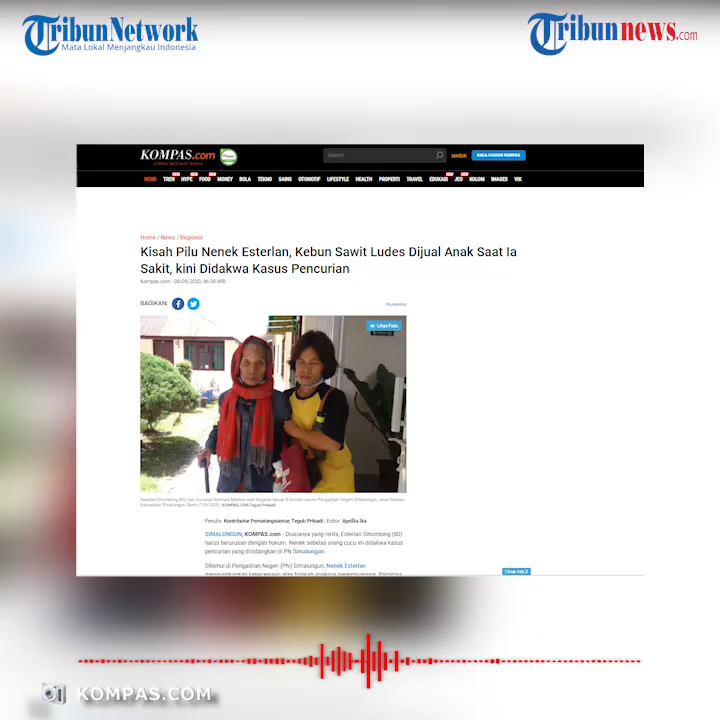 TribunNetwork
Mata Lokal Menjangkau Indonesia
Tribunnews.com
KOMPAS.com
JERNIH MELIHAT DUNIA
Search
MASUK
NEWS TREN HYPE FOOD MONEY BOLA TEKNO SAINS OTOMOTIF LIFESTYLE HEALTH PROPERTI TRAVEL EDUKASI JEO KOLOM IMAGES VIK
Home / News / Regional
Kisah Pilu Nenek Esterlan, Kebun Sawit Ludes Dijual Anak Saat Ia
Sakit, kini Didakwa Kasus Pencurian
Kompas.com - 08/09/2020, 06:38 WIB
BAGIKAN:
Komentar
Lihat Foto
Penulis: Kontributor Pematangsiantar, Teguh Pribadi | Editor: Aprillia Ika
SIMALUNGUN, KOMPAS.com - Diusianya yang renta, Esterlan Sihombing (80)
harus berurusan dengan hukum. Nenek sebelas orang cucu ini didakwa kasus
pencurian yang disidangkan di PN Simalungun.
Ditemui di Pengadilan Negeri (PN) Simalungun, Nenek Esterlan
Close Ads X
KOMPAS.COM